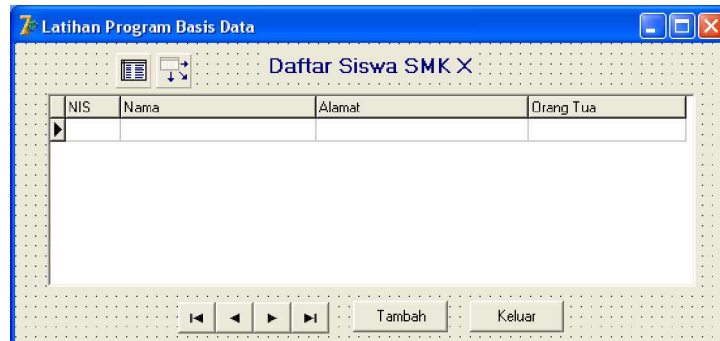 Latihan Program Basis Data
Daftar Siswa SMK X
NIS Nama Alamat Orang Tua
Tambah Keluar